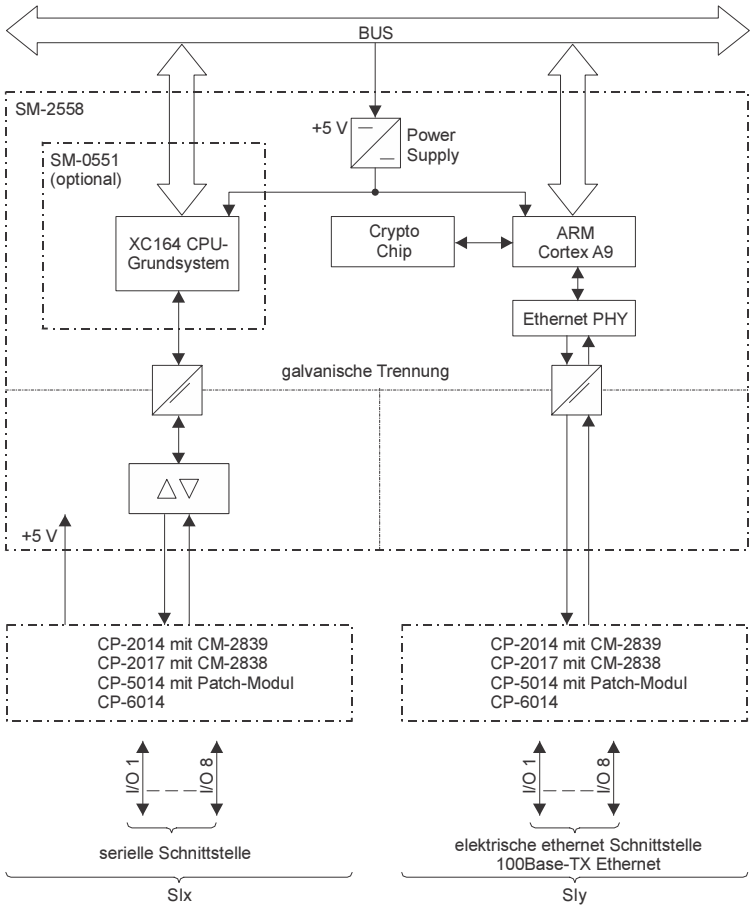 BUS
SM-2558
+5 V
Power
Supply
SM-0551
(optional)
XC164 CPU-
Grundsystem
Crypto
Chip
ARM
Cortex A9
Ethernet PHY
galvanische Trennung
+5 V
CP-2014 mit CM-2839
CP-2017 mit CM-2838
CP-5014 mit Patch-Modul
CP-6014
CP-2014 mit CM-2839
CP-2017 mit CM-2838
CP-5014 mit Patch-Modul
CP-6014
I/O 1
I/O 8
I/O 1
I/O 8
serielle Schnittstelle
elektrische ethernet Schnittstelle
100Base-TX Ethernet
SIx
SIy